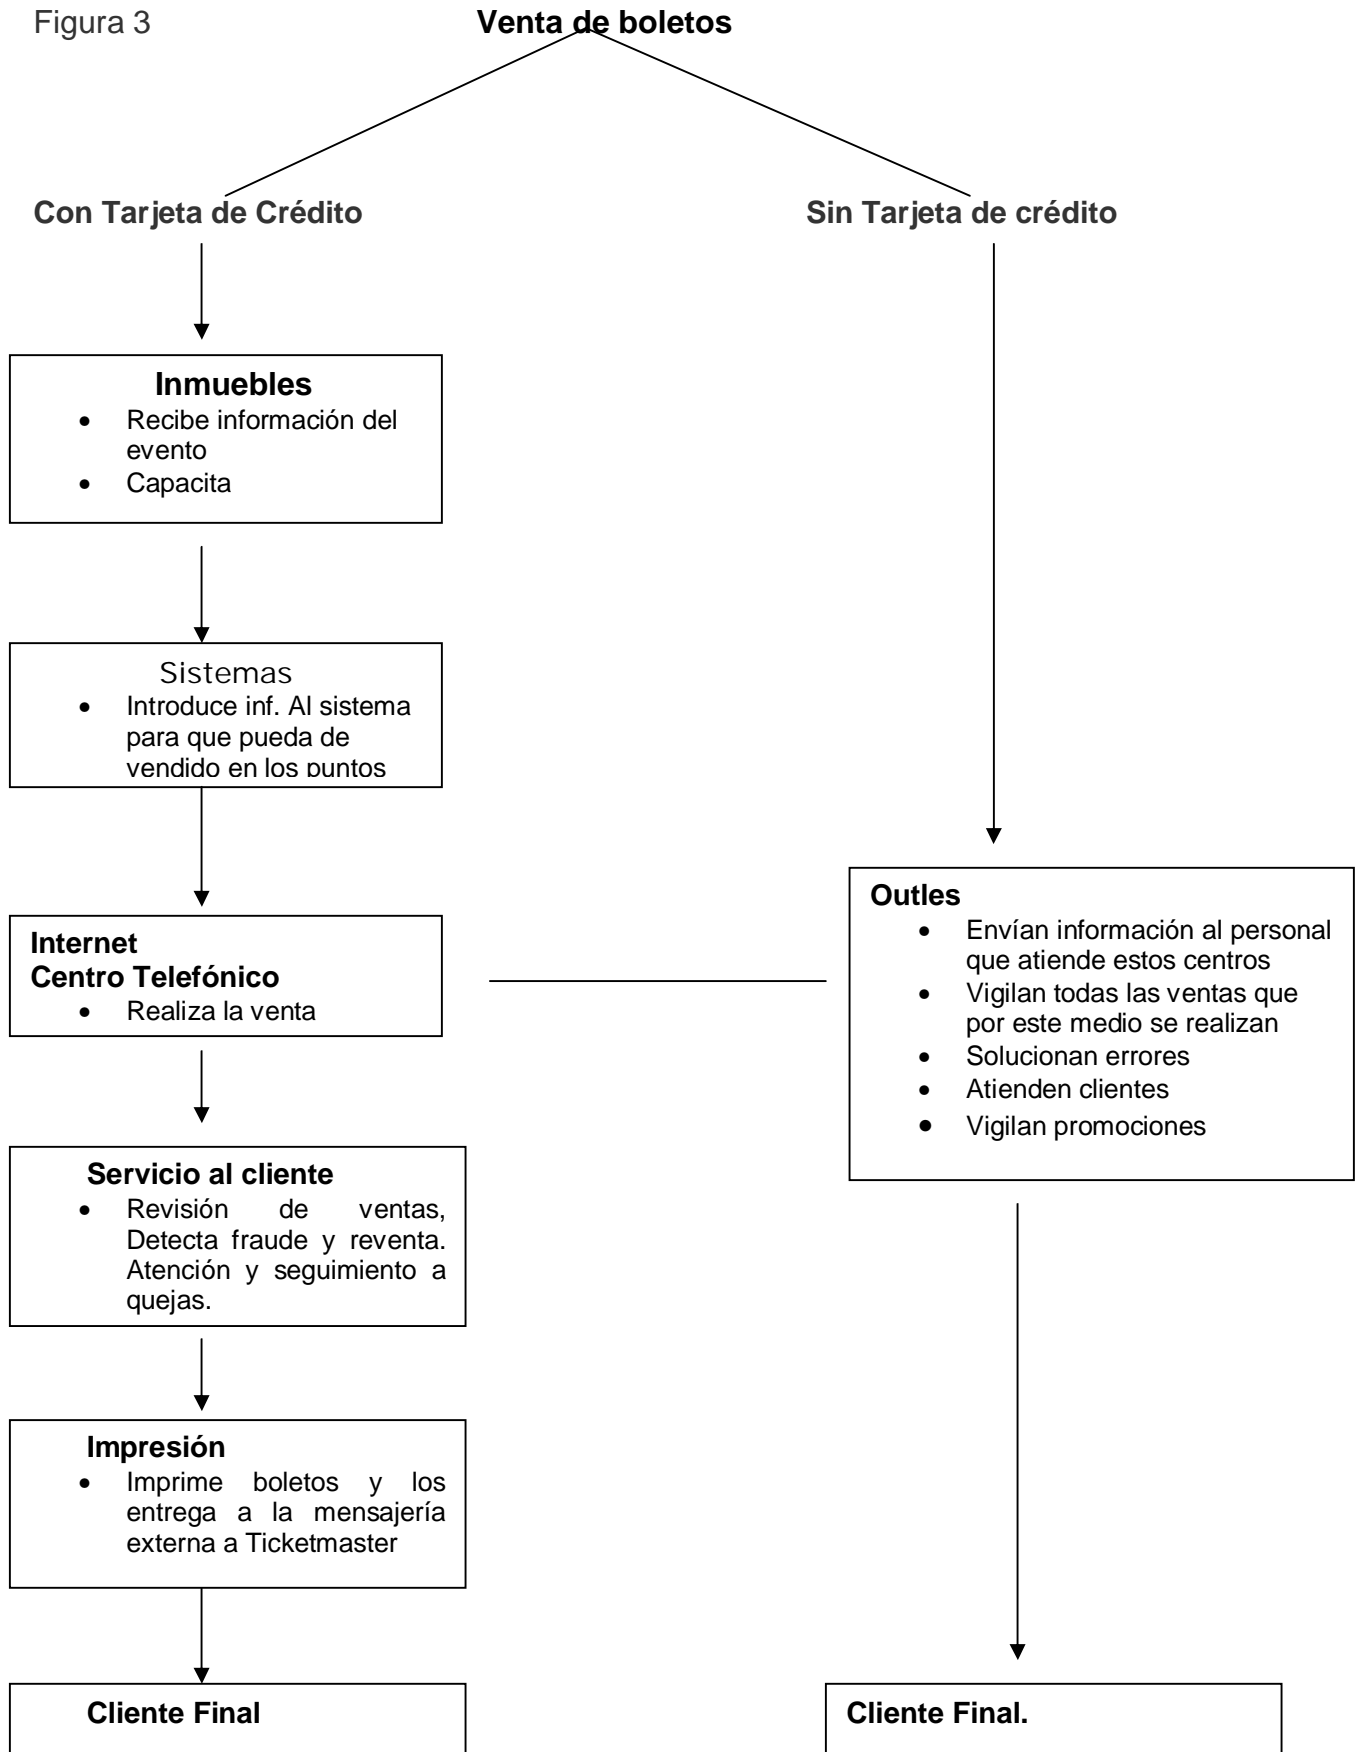 Figura 3
Venta de boletos
Con Tarjeta de Crédito
Sin Tarjeta de crédito
Inmuebles
• Recibe información del
evento
• Capacita
Sistemas
• Introduce inf. Al sistema
para que pueda de
vendido en los puntos
Internet
Centro Telefónico
• Realiza la venta
Outles
• Envían información al personal
que atiende estos centros
• Vigilan todas las ventas que
por este medio se realizan
• Solucionan errores
• Atienden clientes
• Vigilan promociones
Servicio al cliente
• Revisión de ventas,
Detecta fraude y reventa.
Atención y seguimiento a
quejas.
Impresión
• Imprime boletos y los
entrega a la mensajería
externa a Ticketmaster
Cliente Final
Cliente Final.